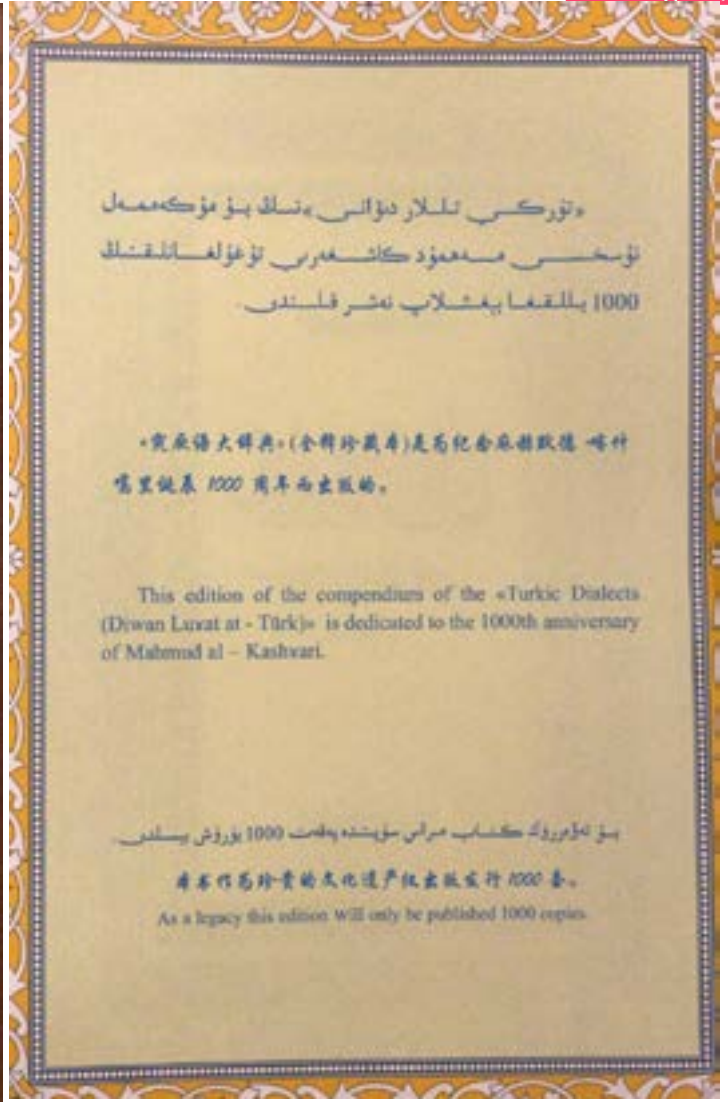 «تۈركىي تىللار دىۋانى»نىڭ بۇ مۇكەممەل
نۇسخىسى مەھمۇد كاشغەرىي تۇغۇلغانلىقىنىڭ
1000 يىللىقىغا بېغىشلاپ نەشر قىلىندى.
《突厥语大辞典》(全释珍藏本)是为纪念麻赫默德·喀什
噶里诞辰 1000 周年而出版的。
This edition of the compendium of the «Turkic Dialects
(Diwan Luxat at - Türk)» is dedicated to the 1000th anniversary
of Mahmud al – Kashvari.
بۇ كىتاب مىراس سۈپىتىدە پەقەت 1000 يۈرۈش بېسىلدى.
本书作为珍贵的文化遗产仅出版发行 1000 套。
As a legacy this edition will only be published 1000 copies.